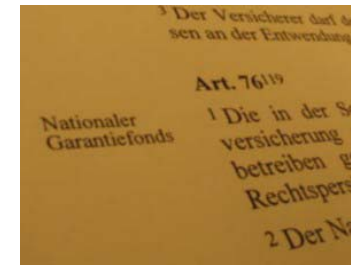 3 Der Versicherer darf
sen an der Entwendung
Art. 76119
Nationaler
Garantiefonds
1 Die in der
versicherung
betreiben
Rechtspers
2 Der Na